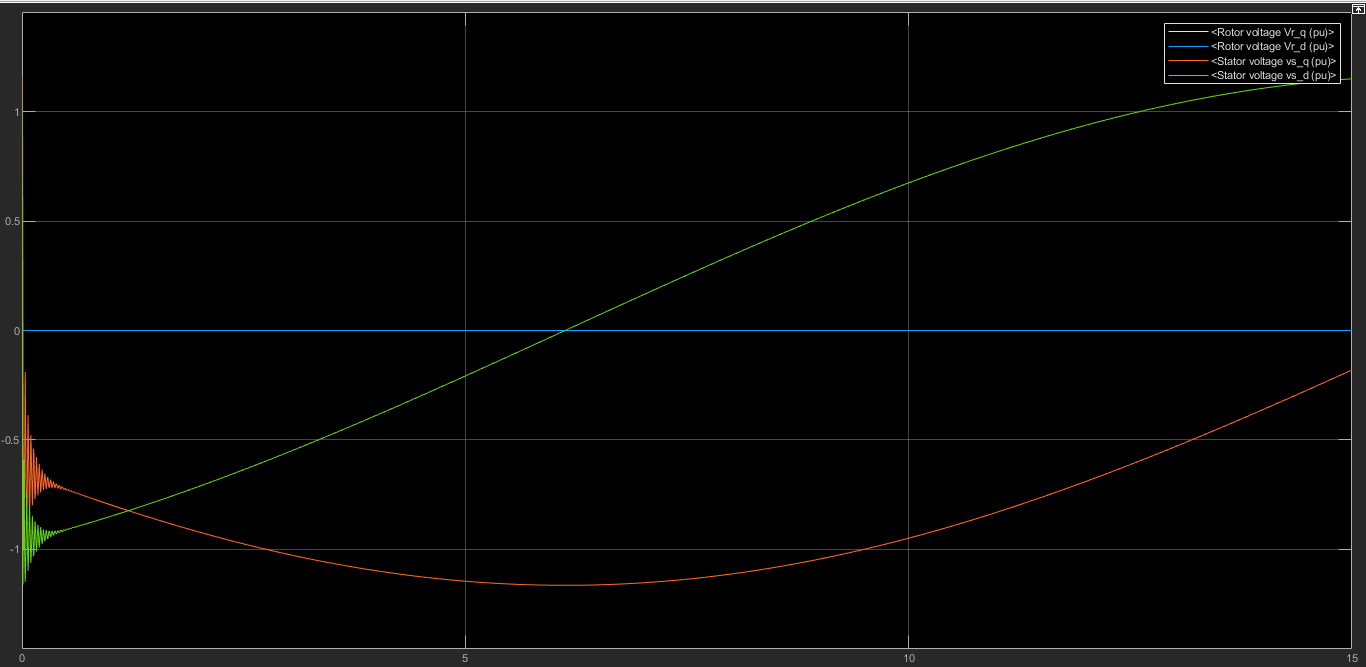 <Rotor voltage Vr_q (pu)>
<Rotor voltage Vr_d (pu)>
<Stator voltage vs_q (pu)>
<Stator voltage vs_d (pu)>
1
0.5
0
-0.5
-1
0
5
10
15